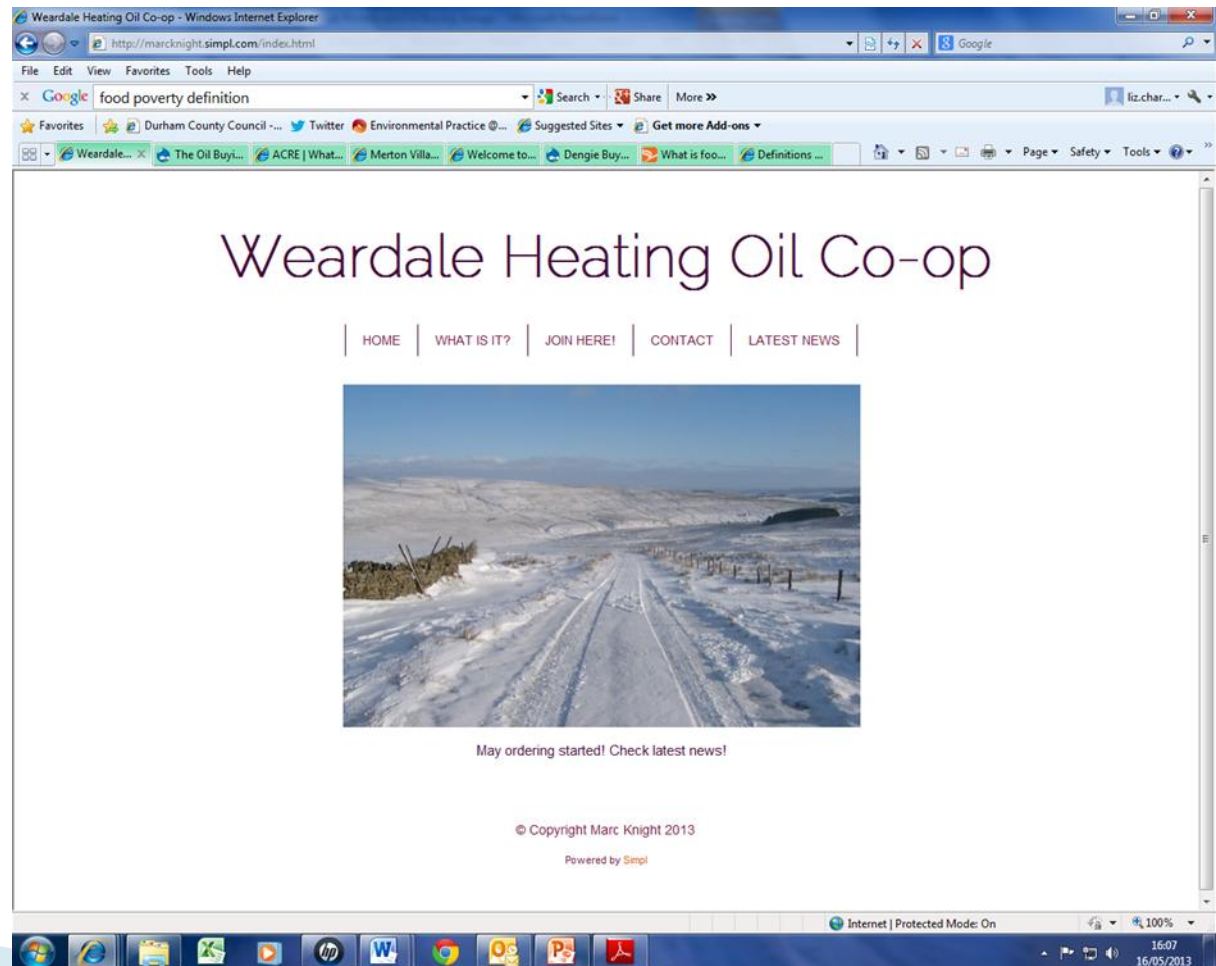 Weardale Heating Oil Co-op - Windows Internet Explorer
http://marcknight.simpl.com/index.html
Google
File Edit View Favorites Tools Help
x Google food poverty definition Search Share More » liz.char...
Favorites Durham County Council -... Twitter Environmental Practice @... Suggested Sites Get more Add-ons
Weardale... The Oil Buyi... ACRE | What... Merton Villa... Welcome to... Dengie Buy... What is foo... Definitions ... Page Safety Tools
Weardale Heating Oil Co-op
HOME WHAT IS IT? JOIN HERE! CONTACT LATEST NEWS
May ordering started! Check latest news!
© Copyright Marc Knight 2013
Powered by Simpl
Internet | Protected Mode: On 100%
16:07
16/05/2013